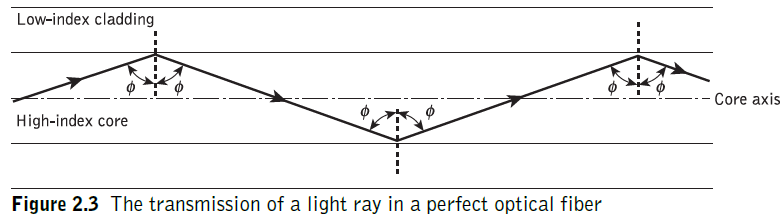 Low-index cladding
ϕ ϕ ϕ ϕ ϕ ϕ
Core axis
High-index core
Figure 2.3 The transmission of a light ray in a perfect optical fiber